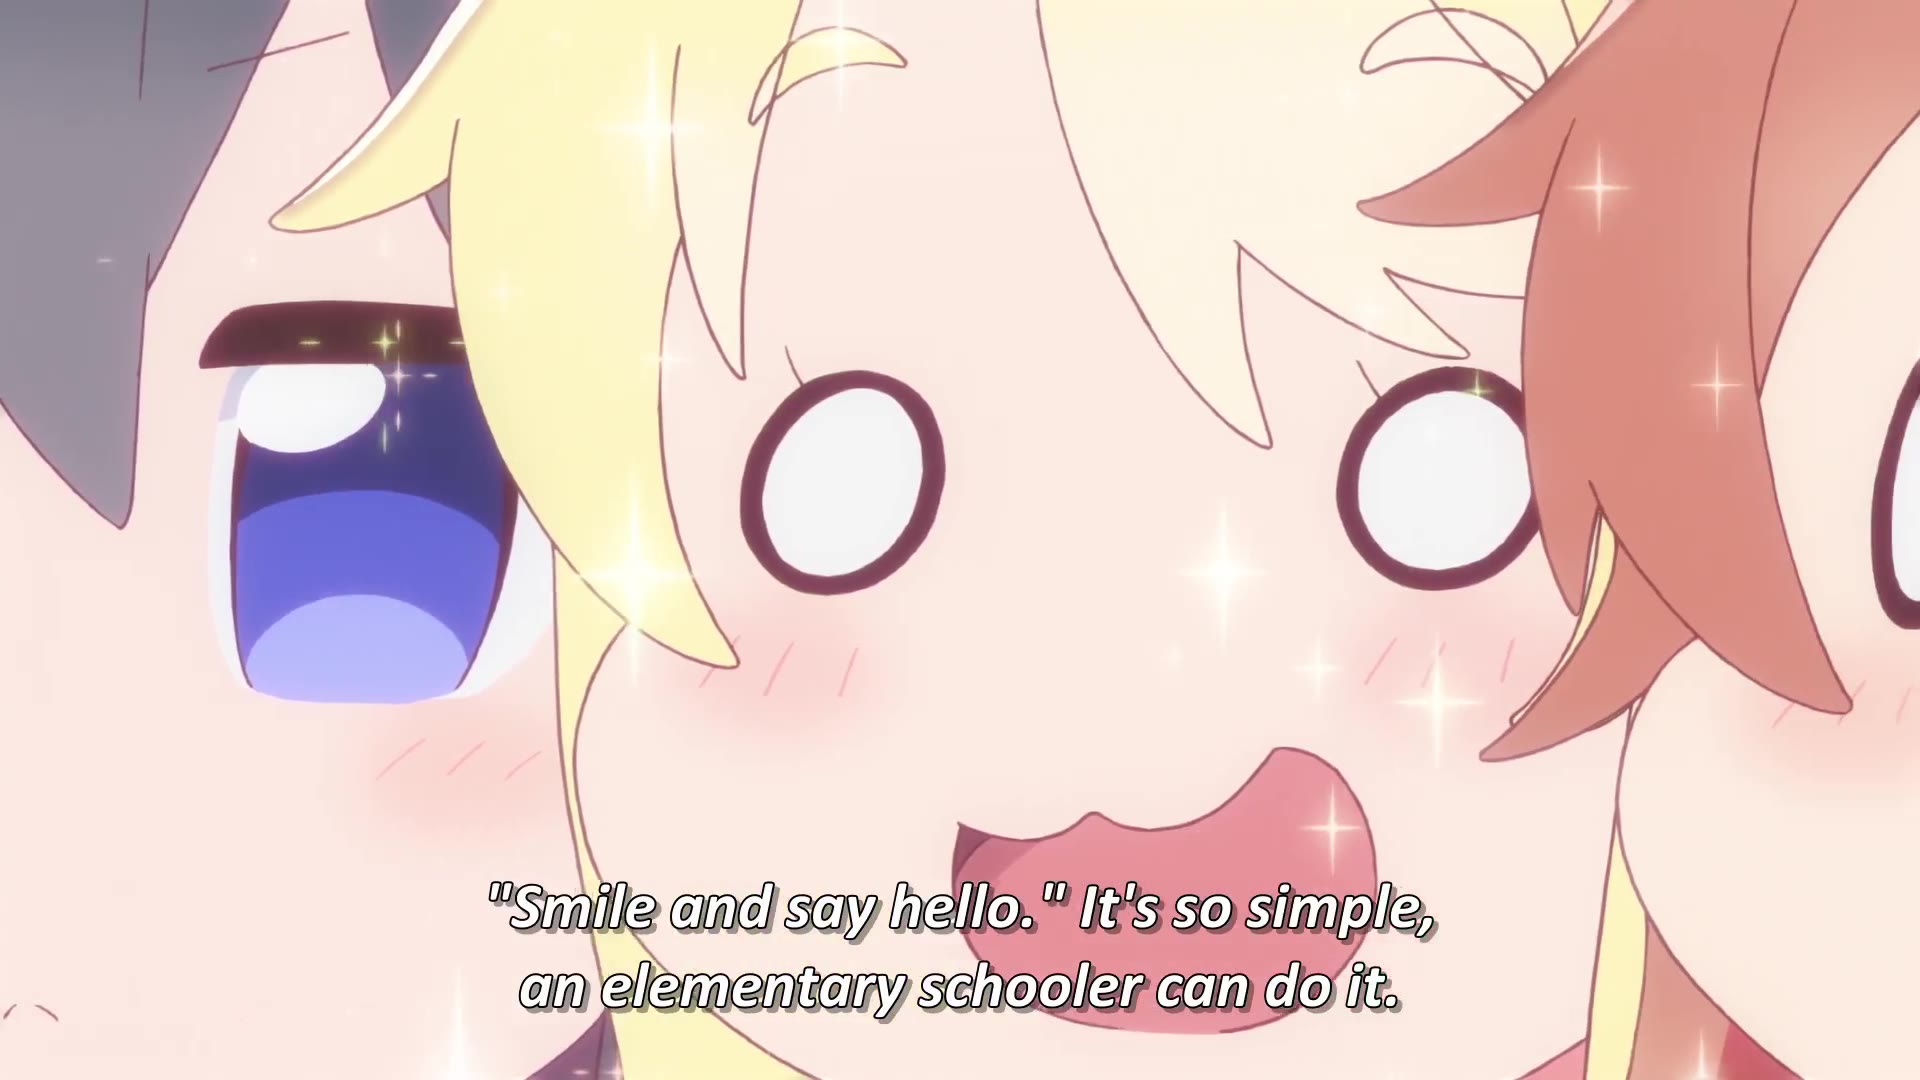 "Smile and say hello." It's so simple,
an elementary schooler can do it.